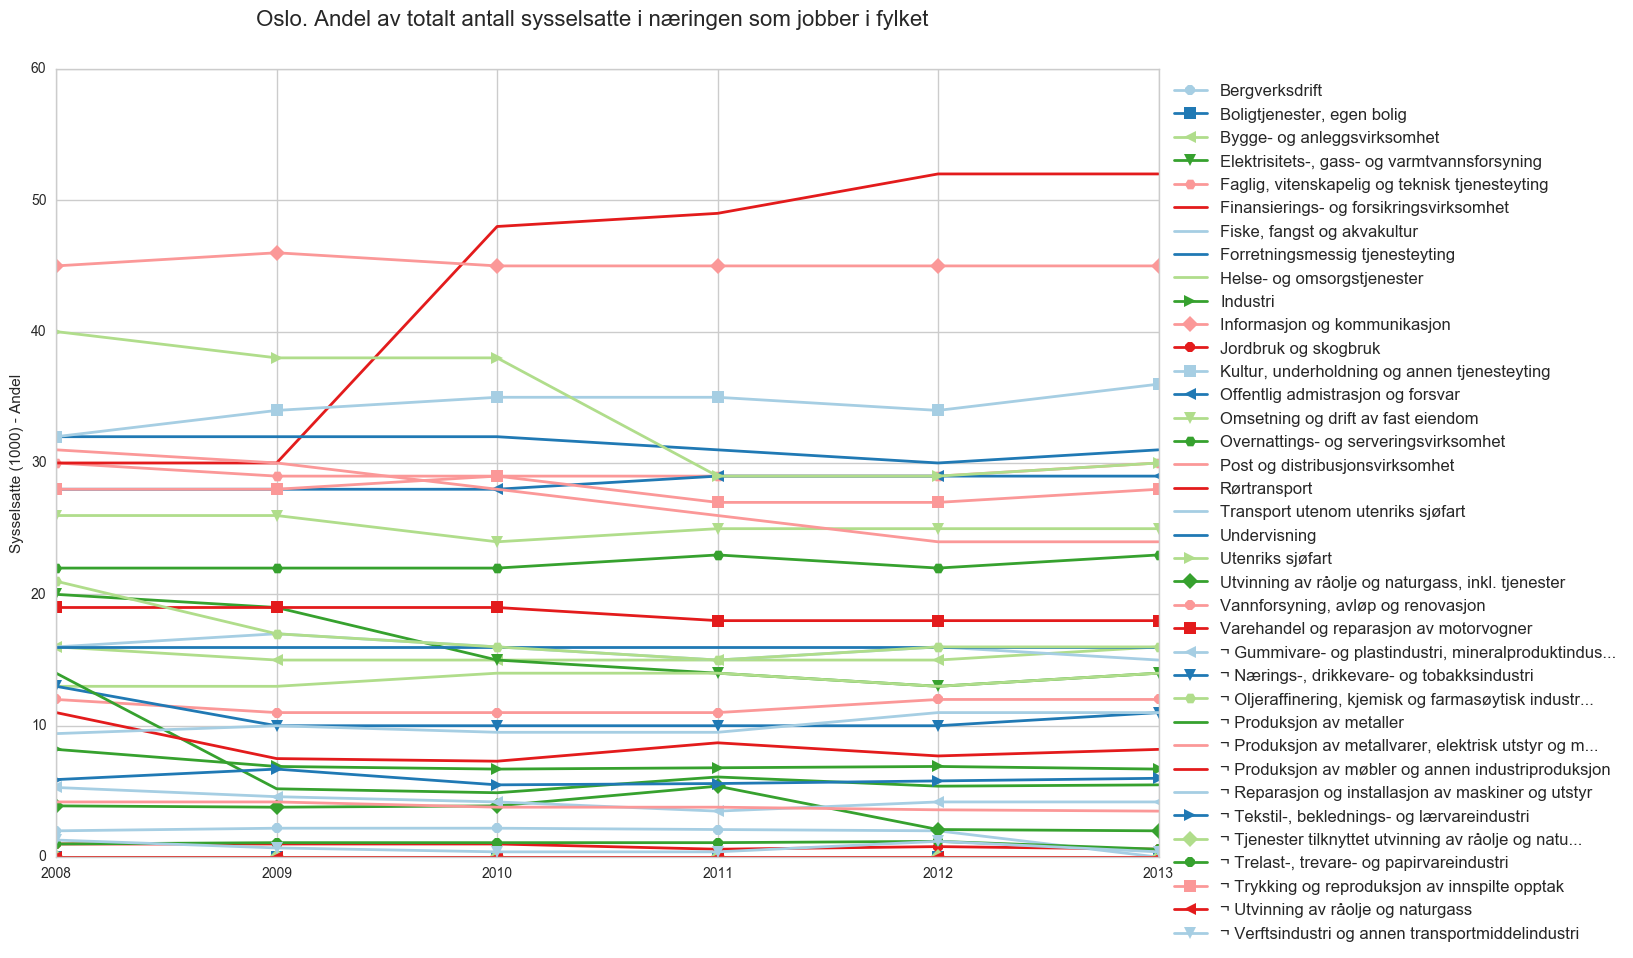 Oslo. Andel av totalt antall sysselsatte i næringen som jobber i fylket
60
50
40
30
20
10
0
Sysselsatte (1000) - Andel
2008
2009
2010
2011
2012
2013
Bergverksdrift
Boligtjenester, egen bolig
Bygge- og anleggsvirksomhet
Elektrisitets-, gass- og varmtvannsforsyning
Faglig, vitenskapelig og teknisk tjenesteyting
Finansierings- og forsikringsvirksomhet
Fiske, fangst og akvakultur
Forretningsmessig tjenesteyting
Helse- og omsorgstjenester
Industri
Informasjon og kommunikasjon
Jordbruk og skogbruk
Kultur, underholdning og annen tjenesteyting
Offentlig admistrasjon og forsvar
Omsetning og drift av fast eiendom
Overnattings- og serveringsvirksomhet
Post og distribusjonsvirksomhet
Rørtransport
Transport utenom utenriks sjøfart
Undervisning
Utenriks sjøfart
Utvinning av råolje og naturgass, inkl. tjenester
Vannforsyning, avløp og renovasjon
Varehandel og reparasjon av motorvogner
¬ Gummivare- og plastindustri, mineralproduktindus...
¬ Nærings-, drikkevare- og tobakksindustri
¬ Oljeraffinering, kjemisk og farmasøytisk industr...
¬ Produksjon av metaller
¬ Produksjon av metallvarer, elektrisk utstyr og m...
¬ Produksjon av møbler og annen industriproduksjon
¬ Reparasjon og installasjon av maskiner og utstyr
¬ Tekstil-, beklednings- og lærvareindustri
¬ Tjenester tilknyttet utvinning av råolje og natu...
¬ Trelast-, trevare- og papirvareindustri
¬ Trykking og reproduksjon av innspilte opptak
¬ Utvinning av råolje og naturgass
¬ Verftsindustri og annen transportmiddelindustri